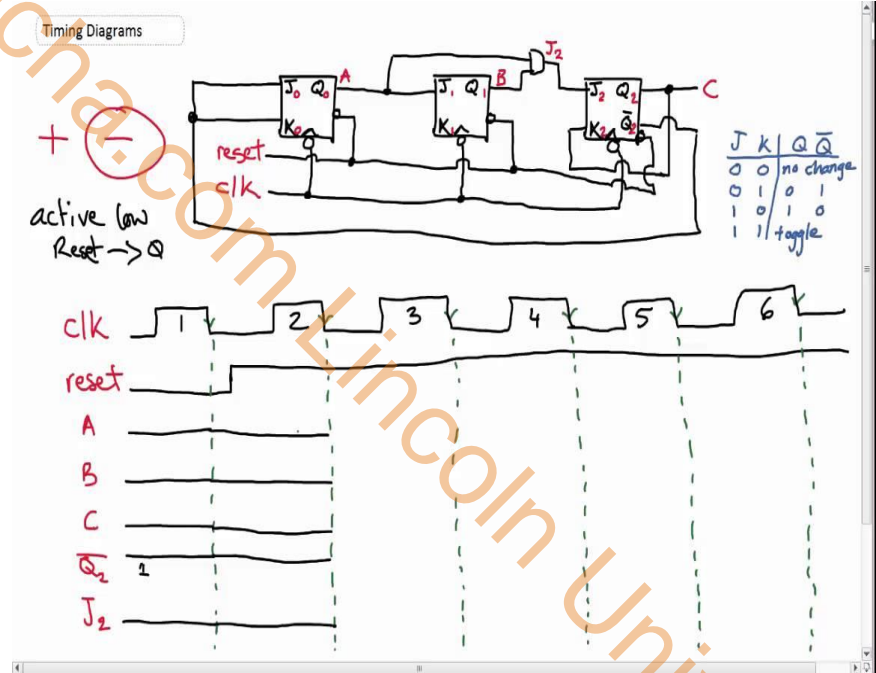 Timing Diagrams
J2
A
B
C
J0 Q0
J1 Q1
J2 Q2
K0
K1
K2 Q̅2
+ −
reset
clk
J K Q Q̅
0 0 no change
0 1 0 1
1 0 1 0
1 1 toggle
active low
Reset -> Q
clk 1 2 3 4 5 6
reset
A
B
C
Q̅2 1
J2
cha.com Lincoln Uni